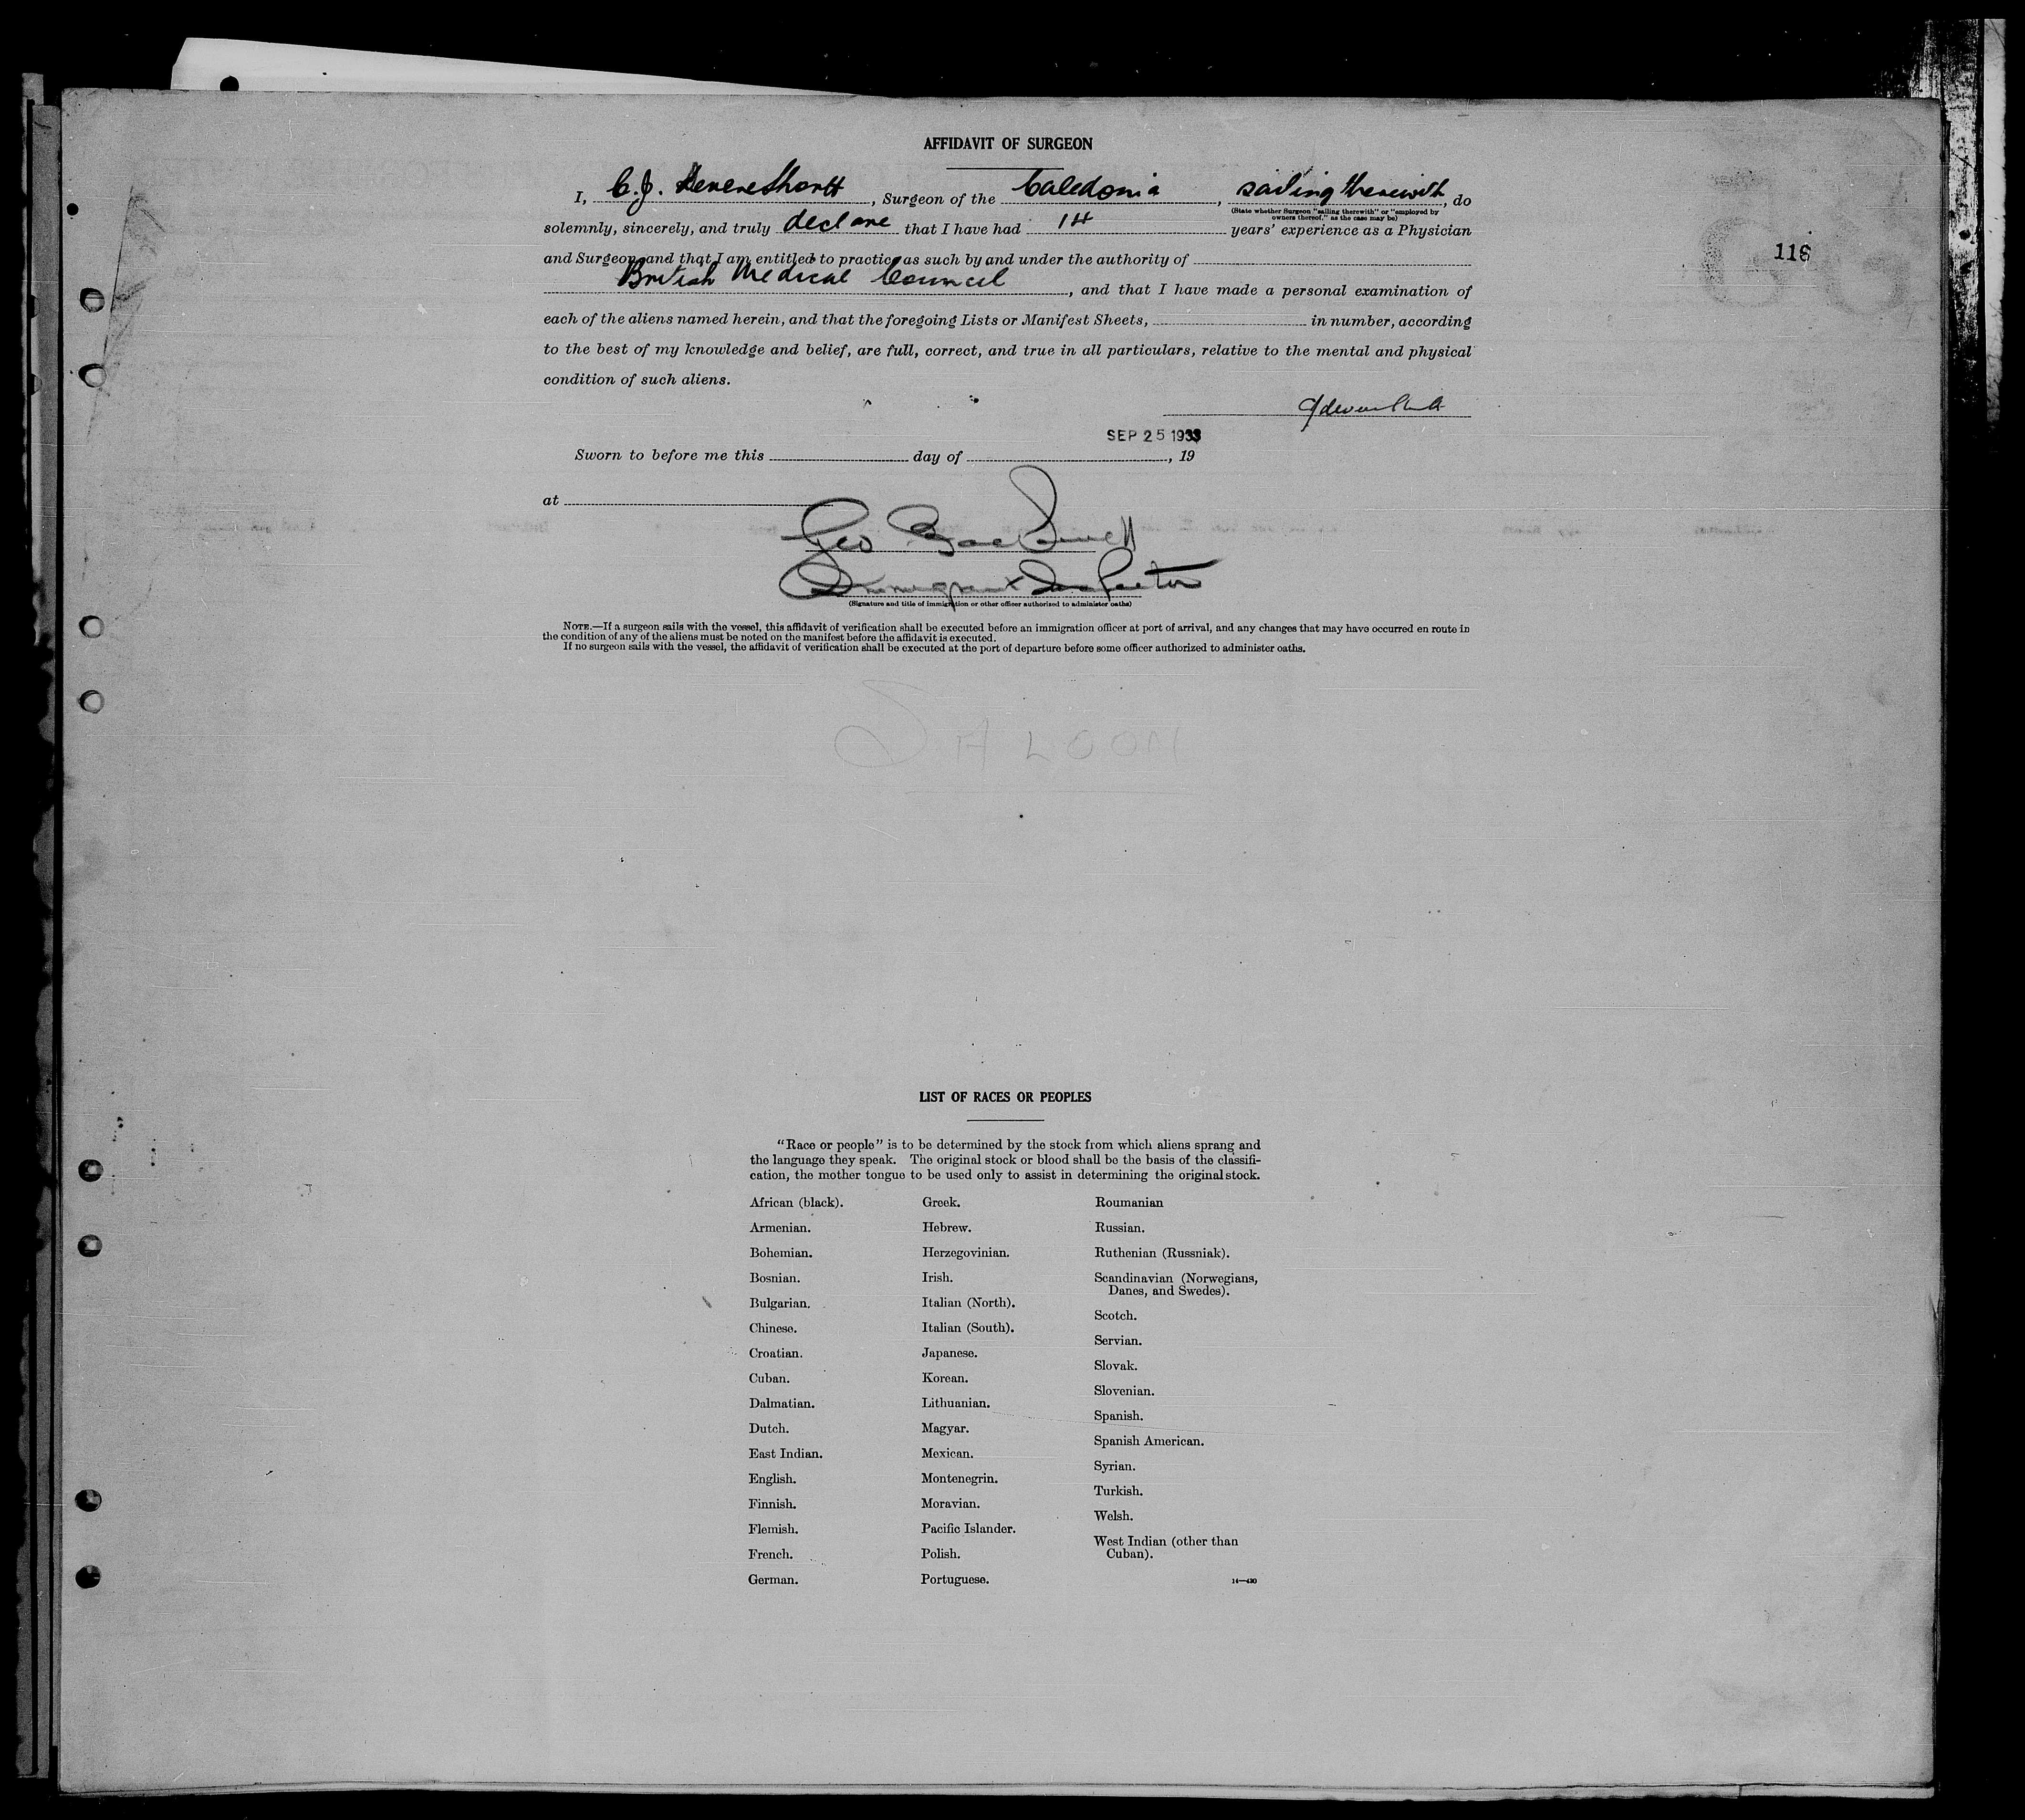 AFFIDAVIT OF SURGEON
I, C.J. , Surgeon of the Caledonia, sailing therewith, do
(State whether Surgeon "sailing therewith" or "employed by
owners thereof," as the case may be)
solemnly, sincerely, and truly declare that I have had 14 years' experience as a Physician
118
and Surgeon and that I am entitled to practice as such by and under the authority of
British Medical Council, and that I have made a personal examination of
each of the aliens named herein, and that the foregoing Lists or Manifest Sheets, in number, according
to the best of my knowledge and belief, are full, correct, and true in all particulars, relative to the mental and physical
condition of such aliens.
SEP 25 1933
Sworn to before me this day of , 19
at
Geo
Immigrant Inspector
(Signature and title of immigration or other officer authorized to administer oaths)
NOTE.—If a surgeon sails with the vessel, this affidavit of verification shall be executed before an immigration officer at port of arrival, and any changes that may have occurred en route in
the condition of any of the aliens must be noted on the manifest before the affidavit is executed.
If no surgeon sails with the vessel, the affidavit of verification shall be executed at the port of departure before some officer authorized to administer oaths.
SALOON
LIST OF RACES OR PEOPLES
"Race or people" is to be determined by the stock from which aliens sprang and
the language they speak. The original stock or blood shall be the basis of the classifi-
cation, the mother tongue to be used only to assist in determining the original stock.
African (black).
Armenian.
Bohemian.
Bosnian.
Bulgarian.
Chinese.
Croatian.
Cuban.
Dalmatian.
Dutch.
East Indian.
English.
Finnish.
Flemish.
French.
German.
Greek.
Hebrew.
Herzegovinian.
Irish.
Italian (North).
Italian (South).
Japanese.
Korean.
Lithuanian.
Magyar.
Mexican.
Montenegrin.
Moravian.
Pacific Islander.
Polish.
Portuguese.
Roumanian
Russian.
Ruthenian (Russniak).
Scandinavian (Norwegians,
Danes, and Swedes).
Scotch.
Servian.
Slovak.
Slovenian.
Spanish.
Spanish American.
Syrian.
Turkish.
Welsh.
West Indian (other than
Cuban).
14—430